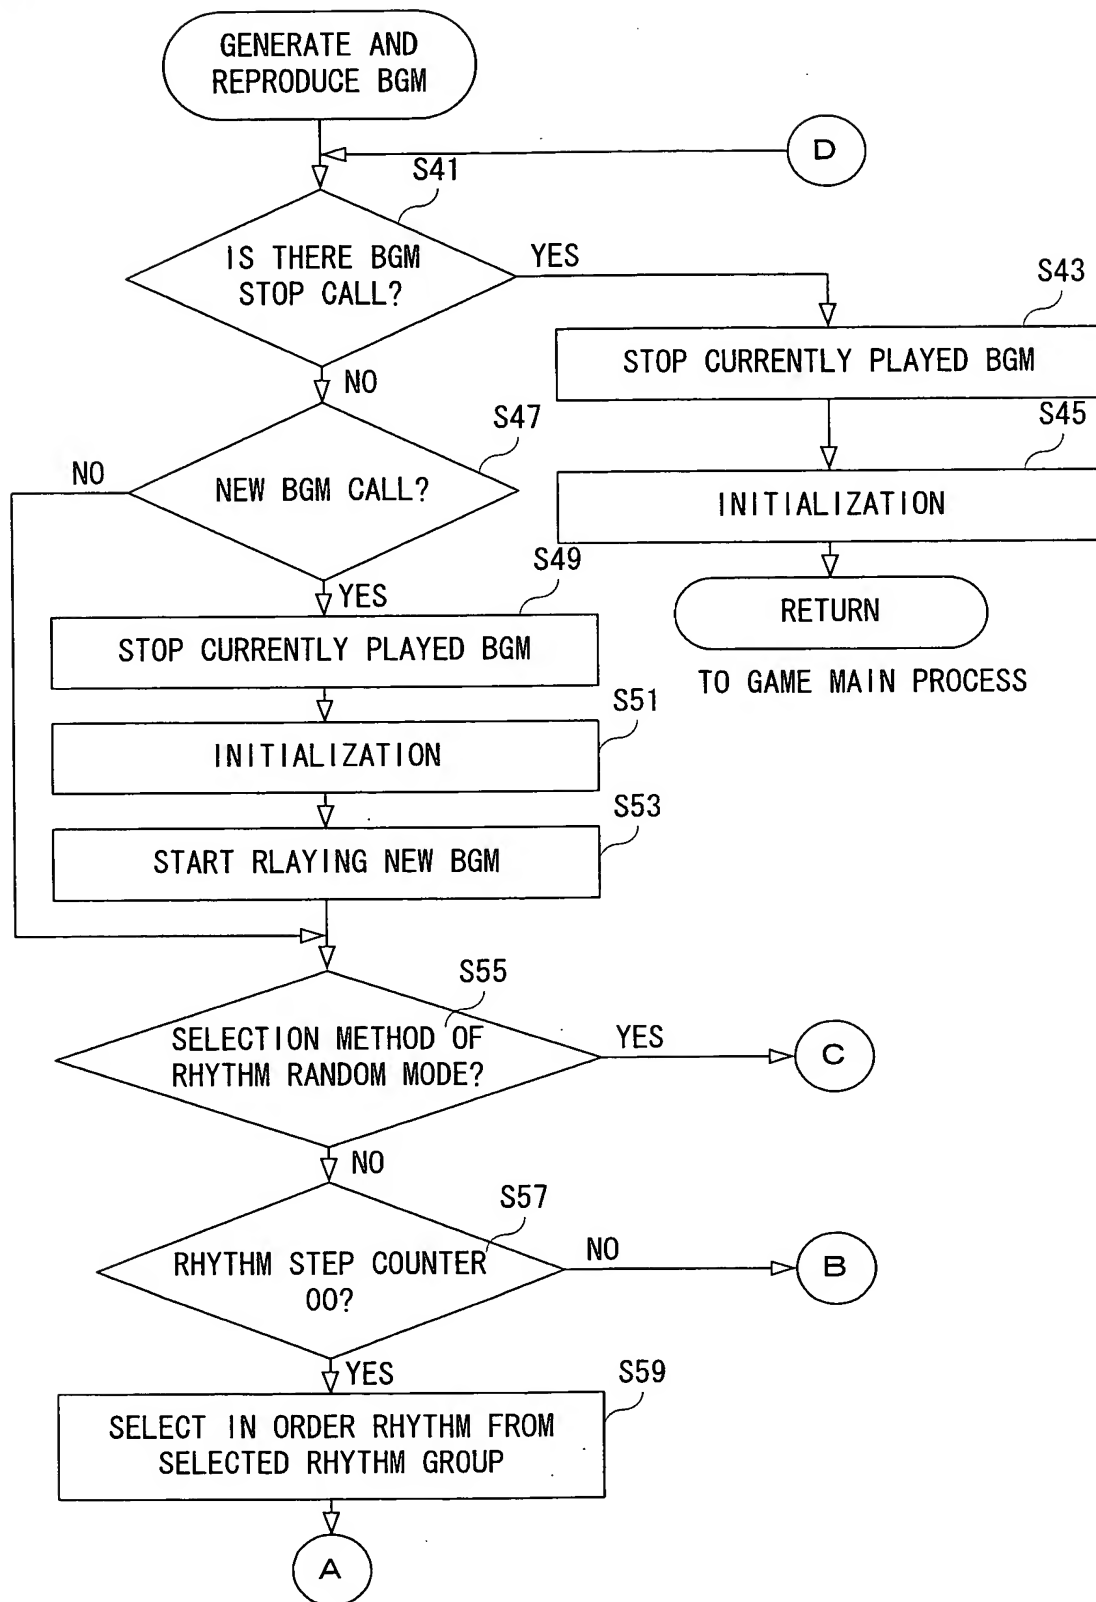 GENERATE AND
REPRODUCE BGM
D
S41
IS THERE BGM
STOP CALL?
YES
S43
STOP CURRENTLY PLAYED BGM
NO
S47
S45
NO
NEW BGM CALL?
INITIALIZATION
S49
YES
RETURN
STOP CURRENTLY PLAYED BGM
TO GAME MAIN PROCESS
S51
INITIALIZATION
S53
START RLAYING NEW BGM
S55
SELECTION METHOD OF
RHYTHM RANDOM MODE?
YES
C
NO
S57
RHYTHM STEP COUNTER
00?
NO
B
YES
S59
SELECT IN ORDER RHYTHM FROM
SELECTED RHYTHM GROUP
A